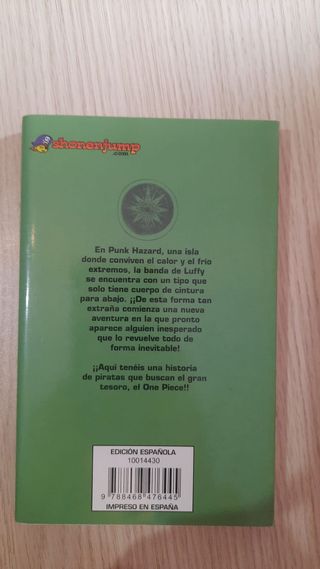 shonenjump
.com
En Punk Hazard, una isla
donde conviven el calor y el frío
extremos, la banda de Luffy
se encuentra con un tipo que
solo tiene cuerpo de cintura
para abajo. ¡¡De esta forma tan
extraña comienza una nueva
aventura en la que pronto
aparece alguien inesperado
que lo revuelve todo de
forma inevitable!
¡¡Aquí tenéis una historia
de piratas que buscan el gran
tesoro, el One Piece!!
EDICIÓN ESPAÑOLA
10014430
9 788468 476445
IMPRESO EN ESPAÑA